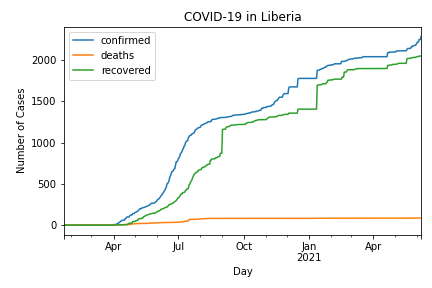 COVID-19 in Liberia
confirmed
deaths
recovered
Number of Cases
2000
1500
1000
500
0
Apr Jul Oct Jan Apr
2021
Day